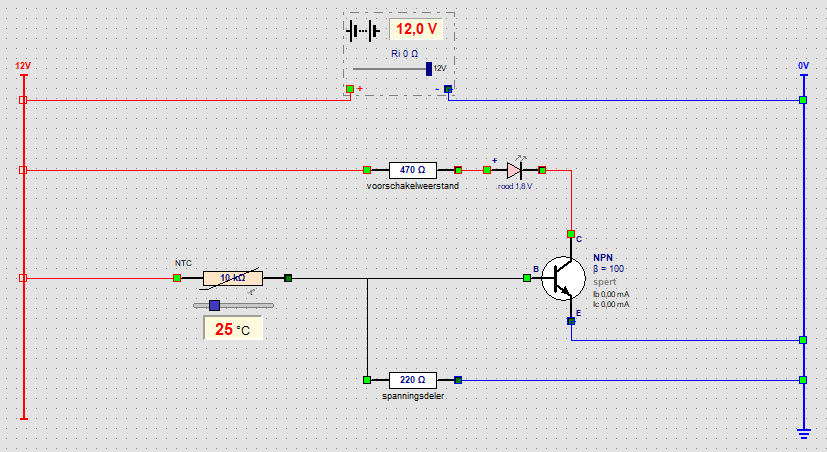 12,0 V
Ri 0 Ω
12V
12V
0V
+
-
470 Ω
+
voorschakelweerstand
rood 1,8 V
C
NTC
10 kΩ
-t°
B
NPN
β = 100
spert
Ib 0,00 mA
Ic 0,00 mA
E
25 °C
220 Ω
spanningsdeler